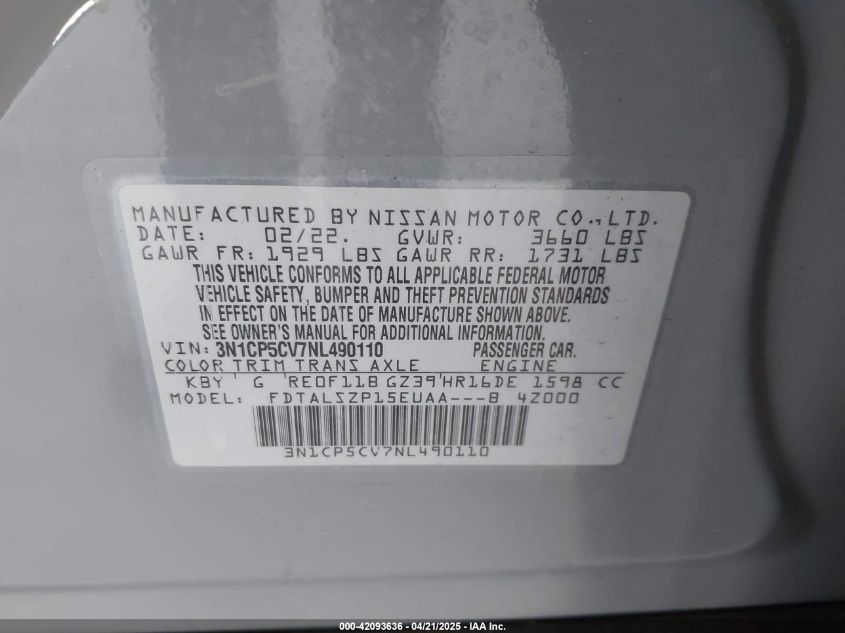 MANUFACTURED BY NISSAN MOTOR CO., LTD.
DATE: 02/22. GVWR: 3660 LBS
GAWR FR: 1929 LBS GAWR RR: 1731 LBS
THIS VEHICLE CONFORMS TO ALL APPLICABLE FEDERAL MOTOR
VEHICLE SAFETY, BUMPER AND THEFT PREVENTION STANDARDS
IN EFFECT ON THE DATE OF MANUFACTURE SHOWN ABOVE.
SEE OWNER'S MANUAL FOR ADDITIONAL INFORMATION.
VIN: 3N1CP5CV7NL490110 PASSENGER CAR.
COLOR TRIM TRANS AXLE ENGINE
KBY G RE0F11B GZ39 HR16DE 1598 CC
MODEL: FDTALSZP15EUAA---B 4Z000
3N1CP5CV7NL490110
000-42093636 - 04/21/2025 - IAA Inc.